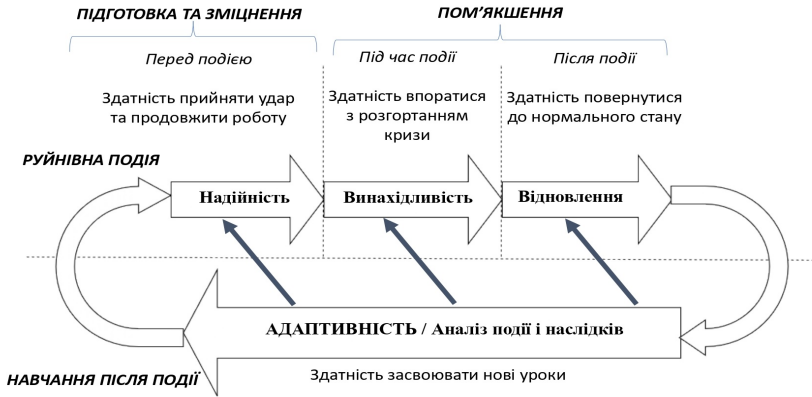 ПІДГОТОВКА ТА ЗМІЦНЕННЯ
ПОМ’ЯКШЕННЯ
Перед подією
Під час події
Після події
Здатність прийняти удар
та продовжити роботу
Здатність впоратися
з розгортанням
кризи
Здатність повернутися
до нормального стану
РУЙНІВНА ПОДІЯ
Надійність
Винахідливість
Відновлення
АДАПТИВНІСТЬ / Аналіз події і наслідків
НАВЧАННЯ ПІСЛЯ ПОДІЇ
Здатність засвоювати нові уроки